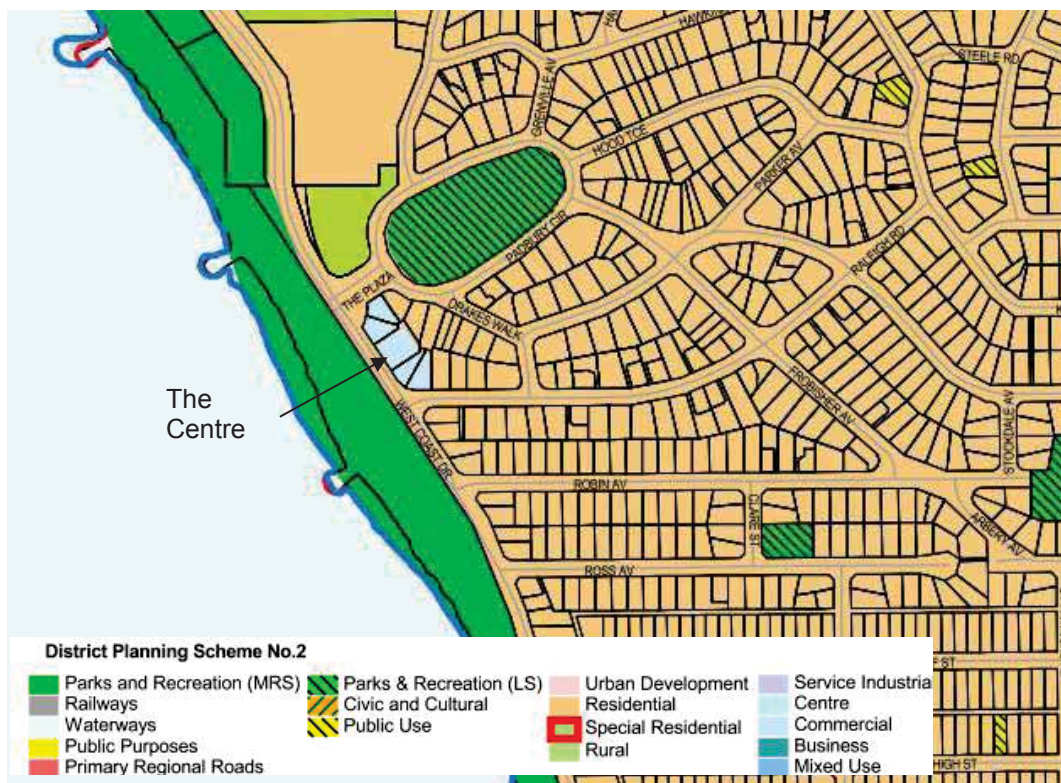 HAWKINS
STEELE RD
GRENVILLE AV
HOOD TCE
PARKER AV
PADBURY CIR
RALEIGH RD
THE PLAZA
DRAKES WALK
The
Centre
WEST COAST DR
FROBISHER AV
STOCKDALE AV
ROBIN AV
CLARE ST
ARBERY AV
ROSS AV
ST
HIGH ST
District Planning Scheme No.2
Parks and Recreation (MRS)
Railways
Waterways
Public Purposes
Primary Regional Roads
Parks & Recreation (LS)
Civic and Cultural
Public Use
Urban Development
Residential
Special Residential
Rural
Service Industria
Centre
Commercial
Business
Mixed Use